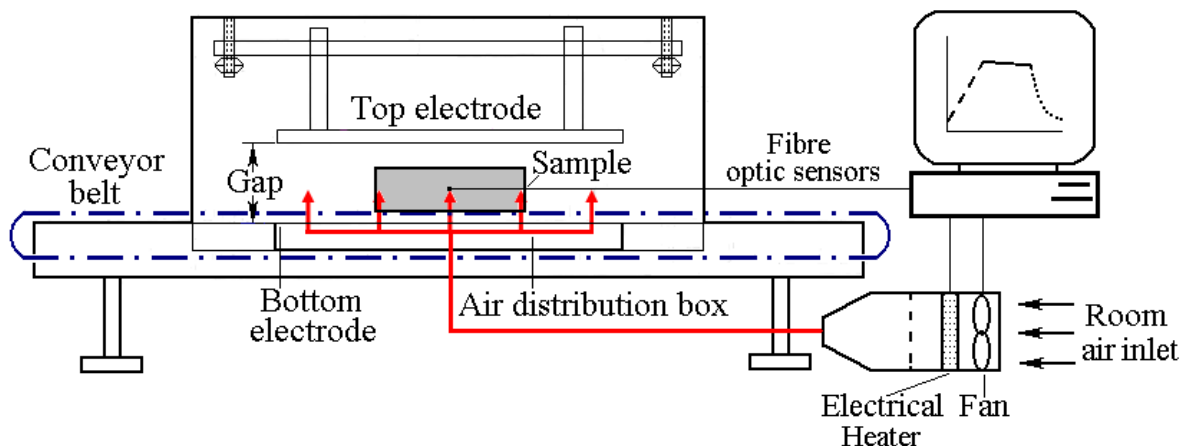 Top electrode
Conveyor
belt
Gap
Sample
Fibre
optic sensors
Bottom
electrode
Air distribution box
Room
air inlet
Electrical
Heater
Fan